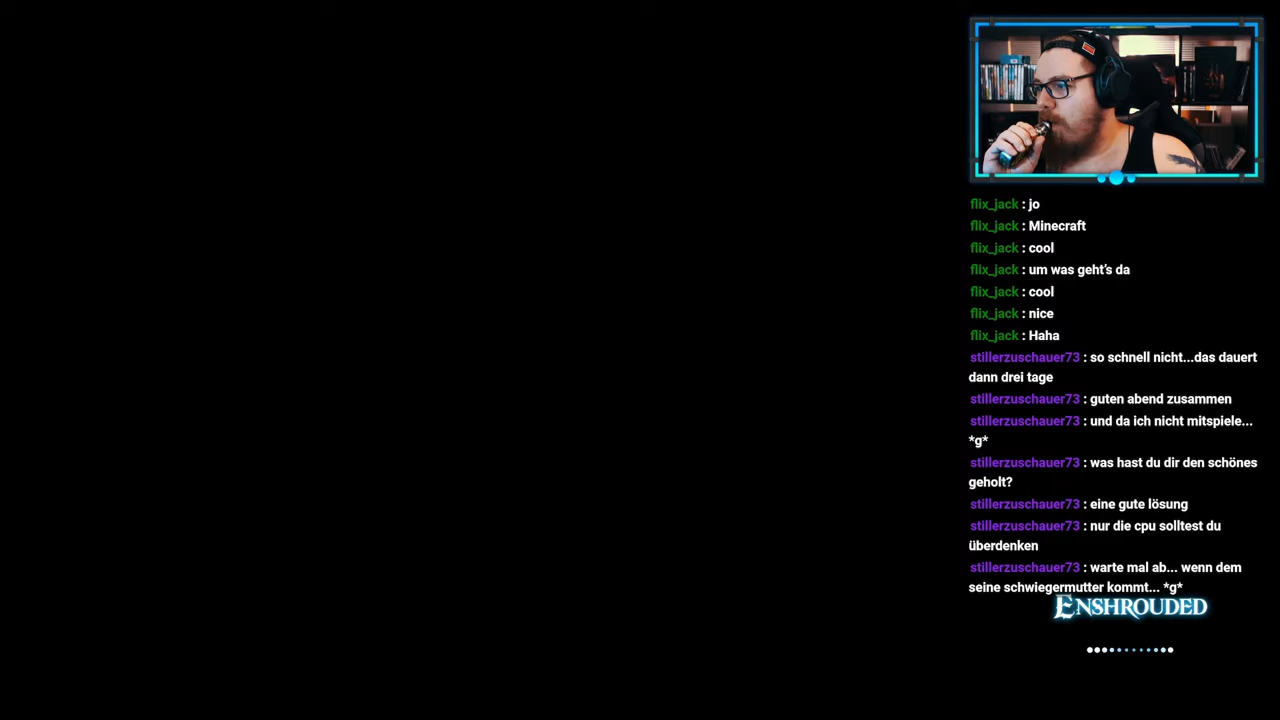 flix_jack : jo
flix_jack : Minecraft
flix_jack : cool
flix_jack : um was geht's da
flix_jack : cool
flix_jack : nice
flix_jack : Haha
stillerzuschauer73 : so schnell nicht...das dauert
dann drei tage
stillerzuschauer73 : guten abend zusammen
stillerzuschauer73 : und da ich nicht mitspiele...
*g*
stillerzuschauer73 : was hast du dir den schönes
geholt?
stillerzuschauer73 : eine gute lösung
stillerzuschauer73 : nur die cpu solltest du
überdenken
stillerzuschauer73 : warte mal ab... wenn dem
seine schwiegermutter kommt... *g*
ENSHROUDED